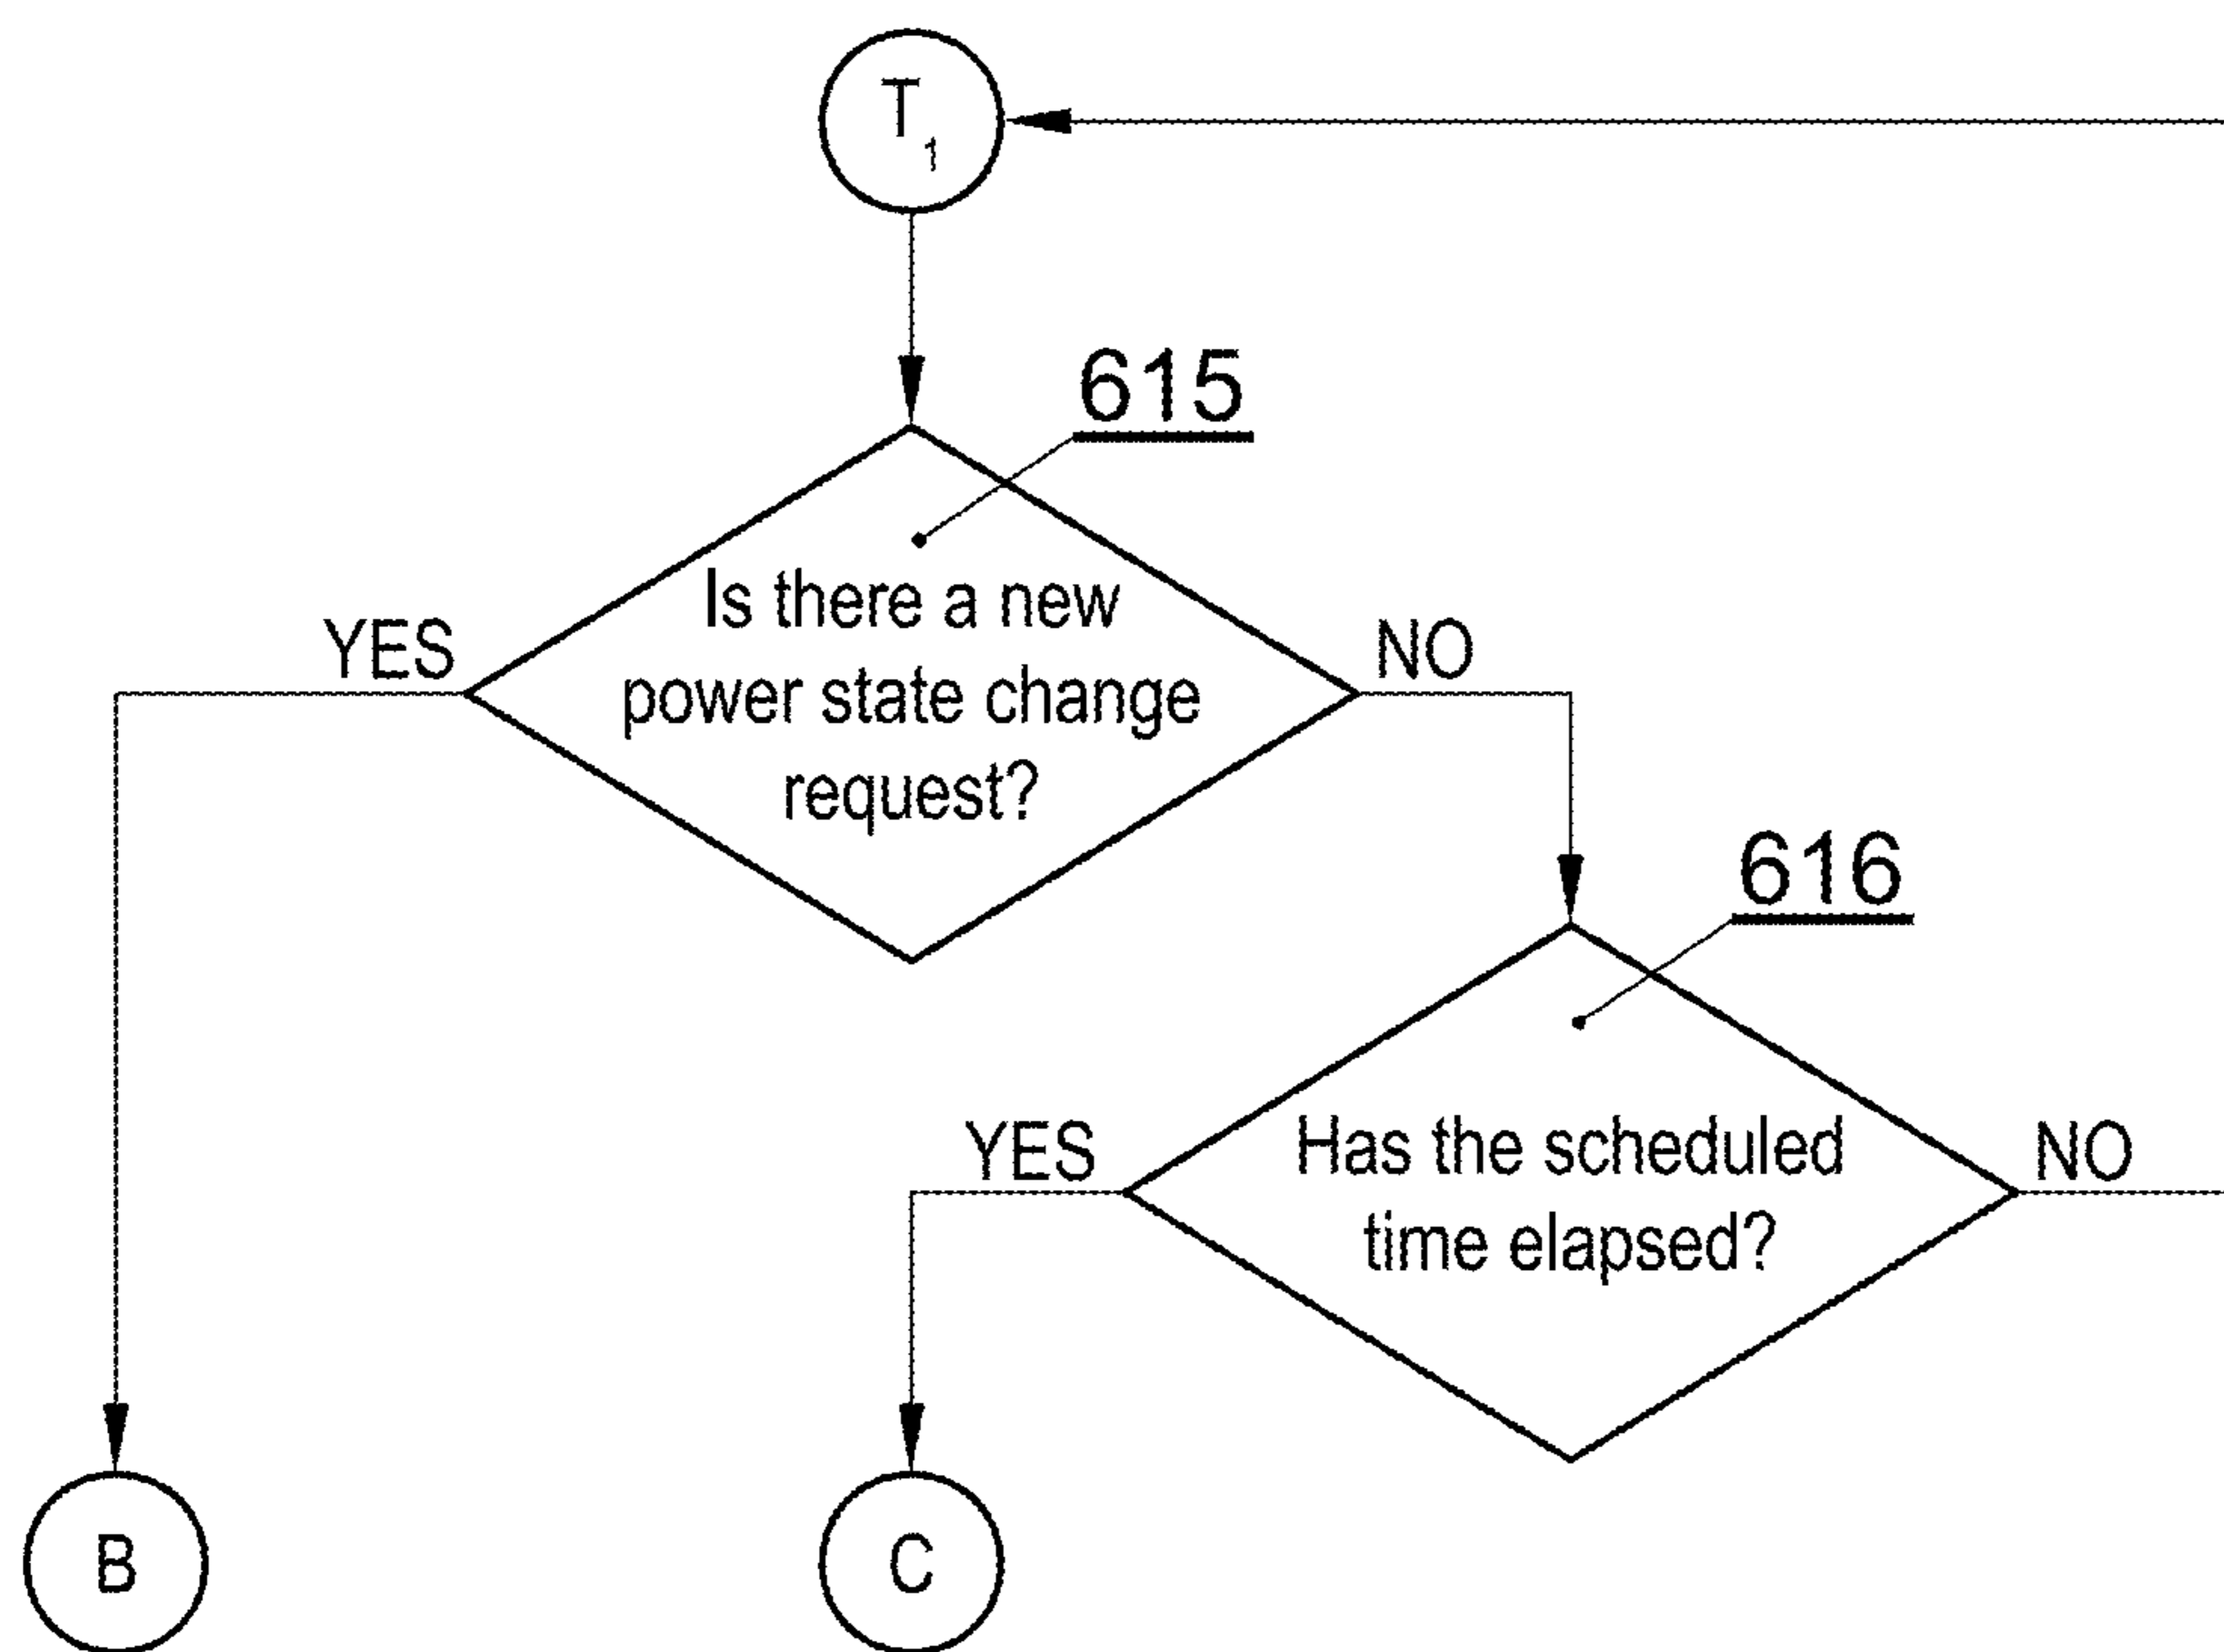 T1
615
Is there a new
power state change
request?
YES
NO
616
Has the scheduled
time elapsed?
YES
NO
B
C